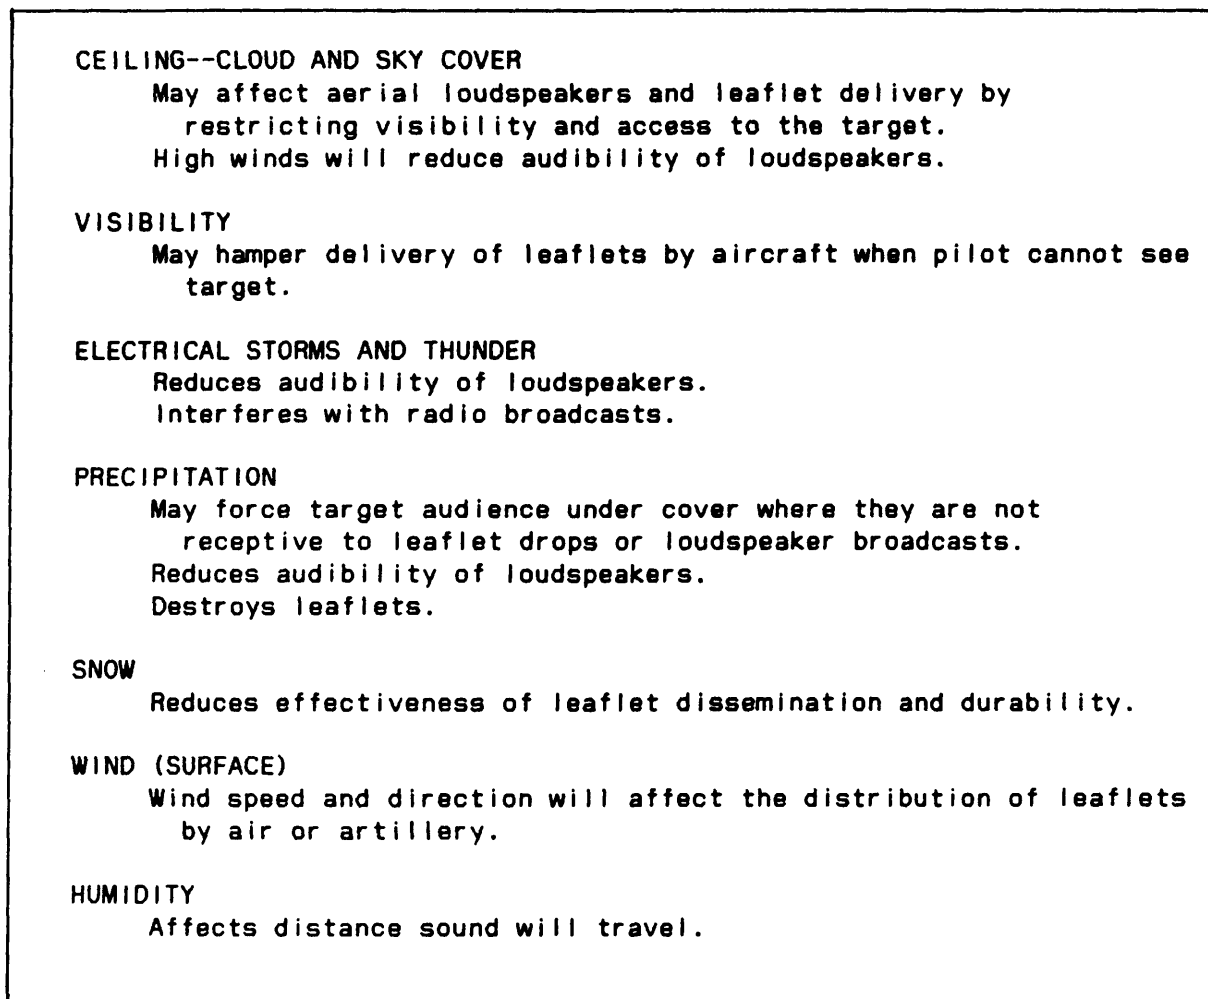 CEILING--CLOUD AND SKY COVER
May affect aerial loudspeakers and leaflet delivery by
restricting visibility and access to the target.
High winds will reduce audibility of loudspeakers.
VISIBILITY
May hamper delivery of leaflets by aircraft when pilot cannot see
target.
ELECTRICAL STORMS AND THUNDER
Reduces audibility of loudspeakers.
Interferes with radio broadcasts.
PRECIPITATION
May force target audience under cover where they are not
receptive to leaflet drops or loudspeaker broadcasts.
Reduces audibility of loudspeakers.
Destroys leaflets.
SNOW
Reduces effectiveness of leaflet dissemination and durability.
WIND (SURFACE)
Wind speed and direction will affect the distribution of leaflets
by air or artillery.
HUMIDITY
Affects distance sound will travel.